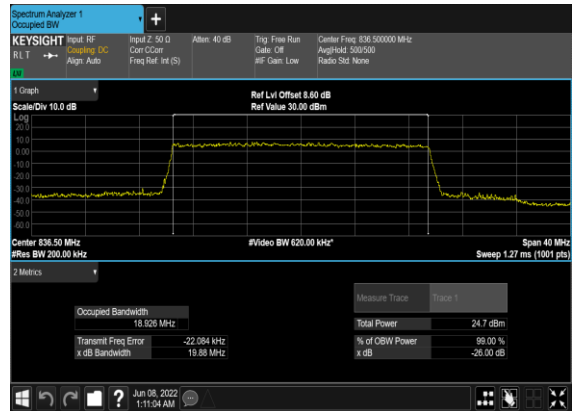 Spectrum Analyzer 1
Occupied BW
+
KEYSIGHT Input: RF Input Z: 50 Ω Atten: 40 dB Trig: Free Run Center Freq: 836.500000 MHz
RLT Coupling: DC Corr CCorr Gate: Off Avg|Hold: 500/500
Align: Auto Freq Ref: Int (S) #IF Gain: Low Radio Std: None
1 Graph
Ref Lvl Offset 8.60 dB
Scale/Div 10.0 dB Ref Value 30.00 dBm
Log
20.0
10.0
0.00
-10.0
-20.0
-30.0
-40.0
-50.0
-60.0
Center 836.50 MHz #Video BW 620.00 kHz* Span 40 MHz
#Res BW 200.00 kHz Sweep 1.27 ms (1001 pts)
2 Metrics
Measure Trace Trace 1
Occupied Bandwidth
18.926 MHz Total Power 24.7 dBm
Transmit Freq Error -22.084 kHz % of OBW Power 99.00 %
x dB Bandwidth 19.88 MHz x dB -26.00 dB
? Jun 08, 2022
1:11:04 AM